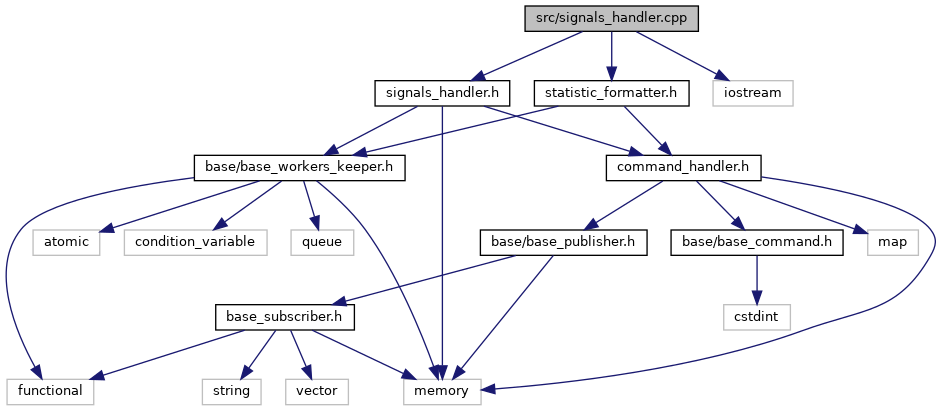 src/signals_handler.cpp
signals_handler.h
statistic_formatter.h
iostream
base/base_workers_keeper.h
command_handler.h
atomic
condition_variable
queue
base/base_publisher.h
base/base_command.h
map
base_subscriber.h
cstdint
functional
string
vector
memory